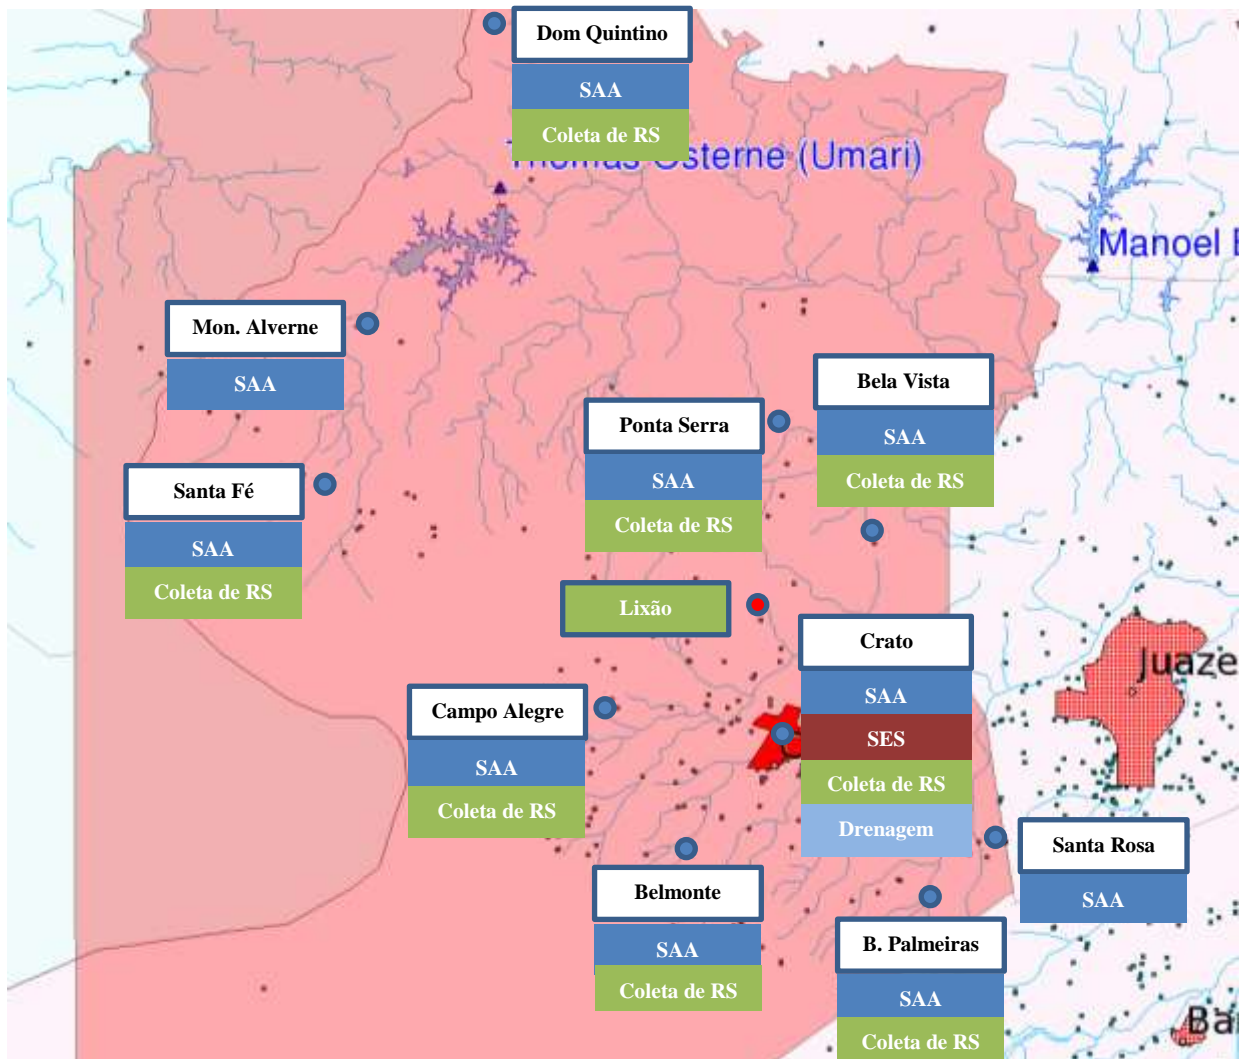 Dom Quintino
SAA
Coleta de RS
Thomas Osterne (Umari)
Manoel
Mon. Alverne
SAA
Bela Vista
SAA
Coleta de RS
Ponta Serra
SAA
Coleta de RS
Santa Fé
SAA
Coleta de RS
Lixão
Crato
SAA
SES
Coleta de RS
Drenagem
Juaze
Campo Alegre
SAA
Coleta de RS
Santa Rosa
SAA
Belmonte
SAA
Coleta de RS
B. Palmeiras
SAA
Coleta de RS
Ba